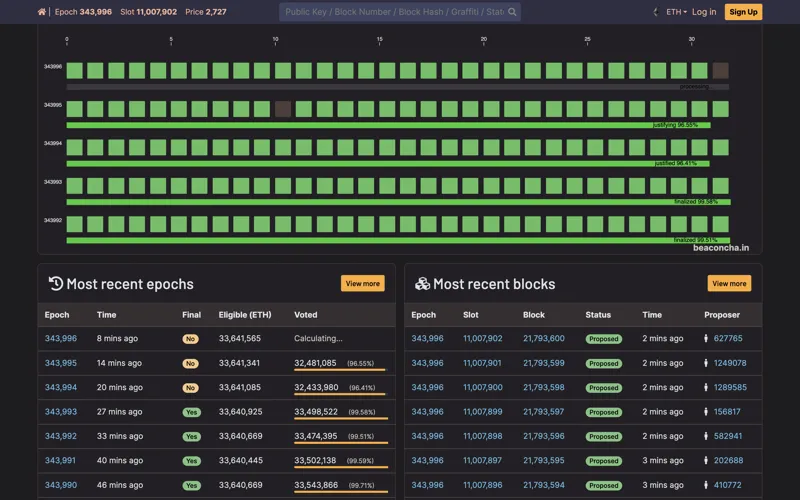 Epoch 343,996 Slot 11,007,902 Price 2,727 Public Key / Block Number / Block Hash / Graffiti / State ETH Log in Sign Up
0 5 10 15 20 25 30
343996
processing
343995
justifying 96.55%
343994
justified 96.41%
343993
finalized 99.58%
343992
finalized 99.51%
beaconcha.in
Most recent epochs View more
Epoch Time Final Eligible (ETH) Voted
343,996 8 mins ago No 33,641,565 Calculating...
343,995 14 mins ago No 33,641,341 32,481,085 (96.55%)
343,994 20 mins ago No 33,641,085 32,433,980 (96.41%)
343,993 27 mins ago Yes 33,640,925 33,498,522 (99.58%)
343,992 33 mins ago Yes 33,640,669 33,474,395 (99.51%)
343,991 40 mins ago Yes 33,640,445 33,502,138 (99.59%)
343,990 46 mins ago Yes 33,640,669 33,543,866 (99.71%)
Most recent blocks View more
Epoch Slot Block Status Time Proposer
343,996 11,007,902 21,793,600 Proposed 2 mins ago 627765
343,996 11,007,901 21,793,599 Proposed 2 mins ago 1249078
343,996 11,007,900 21,793,598 Proposed 2 mins ago 1289585
343,996 11,007,899 21,793,597 Proposed 2 mins ago 156817
343,996 11,007,898 21,793,596 Proposed 2 mins ago 582941
343,996 11,007,897 21,793,595 Proposed 3 mins ago 202688
343,996 11,007,896 21,793,594 Proposed 3 mins ago 410772